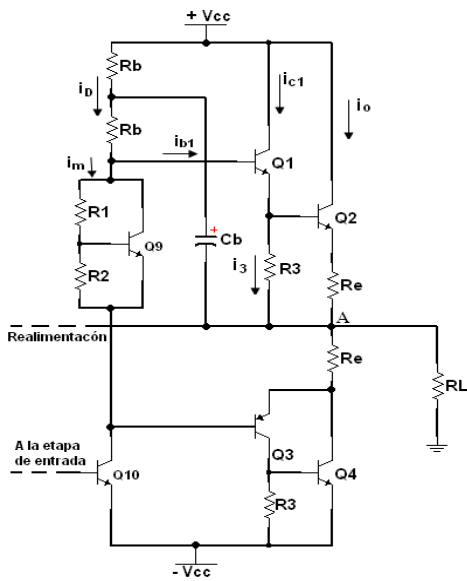 + Vcc
Rb
iD
Rb
ib1
ic1
io
im
Q1
R1
Q9
Q2
+
Cb
R2
i3
R3
Re
A
Realimentacón
Re
RL
A la etapa
de entrada
Q10
Q3
Q4
R3
- Vcc